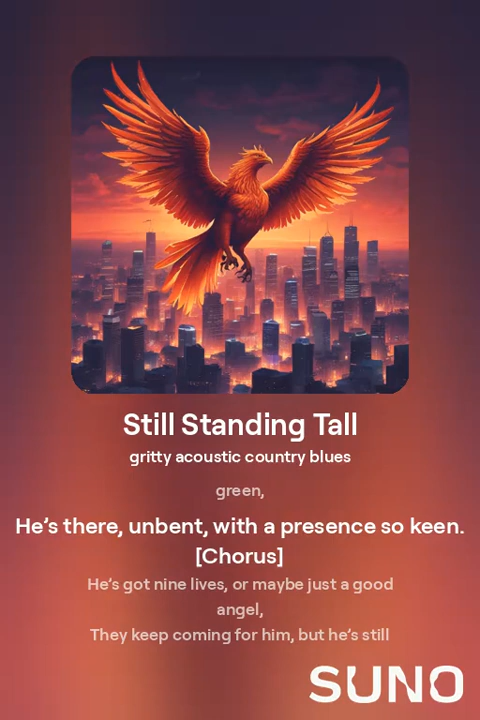 Still Standing Tall
gritty acoustic country blues
green,
He’s there, unbent, with a presence so keen.
[Chorus]
He’s got nine lives, or maybe just a good
angel,
They keep coming for him, but he’s still
SUNO